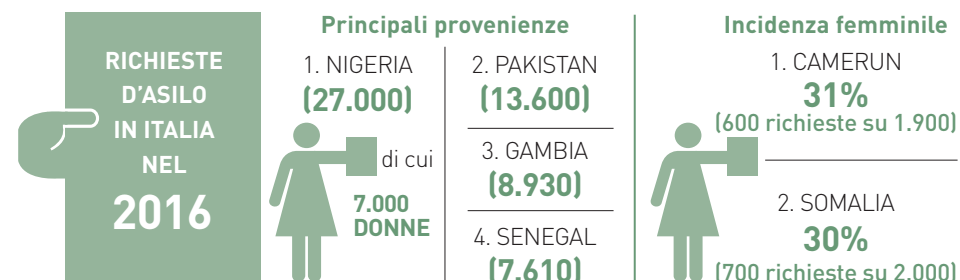 RICHIESTE
D'ASILO
IN ITALIA
NEL
2016
Principali provenienze
1. NIGERIA
(27.000)
di cui
7.000
DONNE
2. PAKISTAN
(13.600)
3. GAMBIA
(8.930)
4. SENEGAL
(7.610)
Incidenza femminile
1. CAMERUN
31%
(600 richieste su 1.900)
2. SOMALIA
30%
(700 richieste su 2.000)